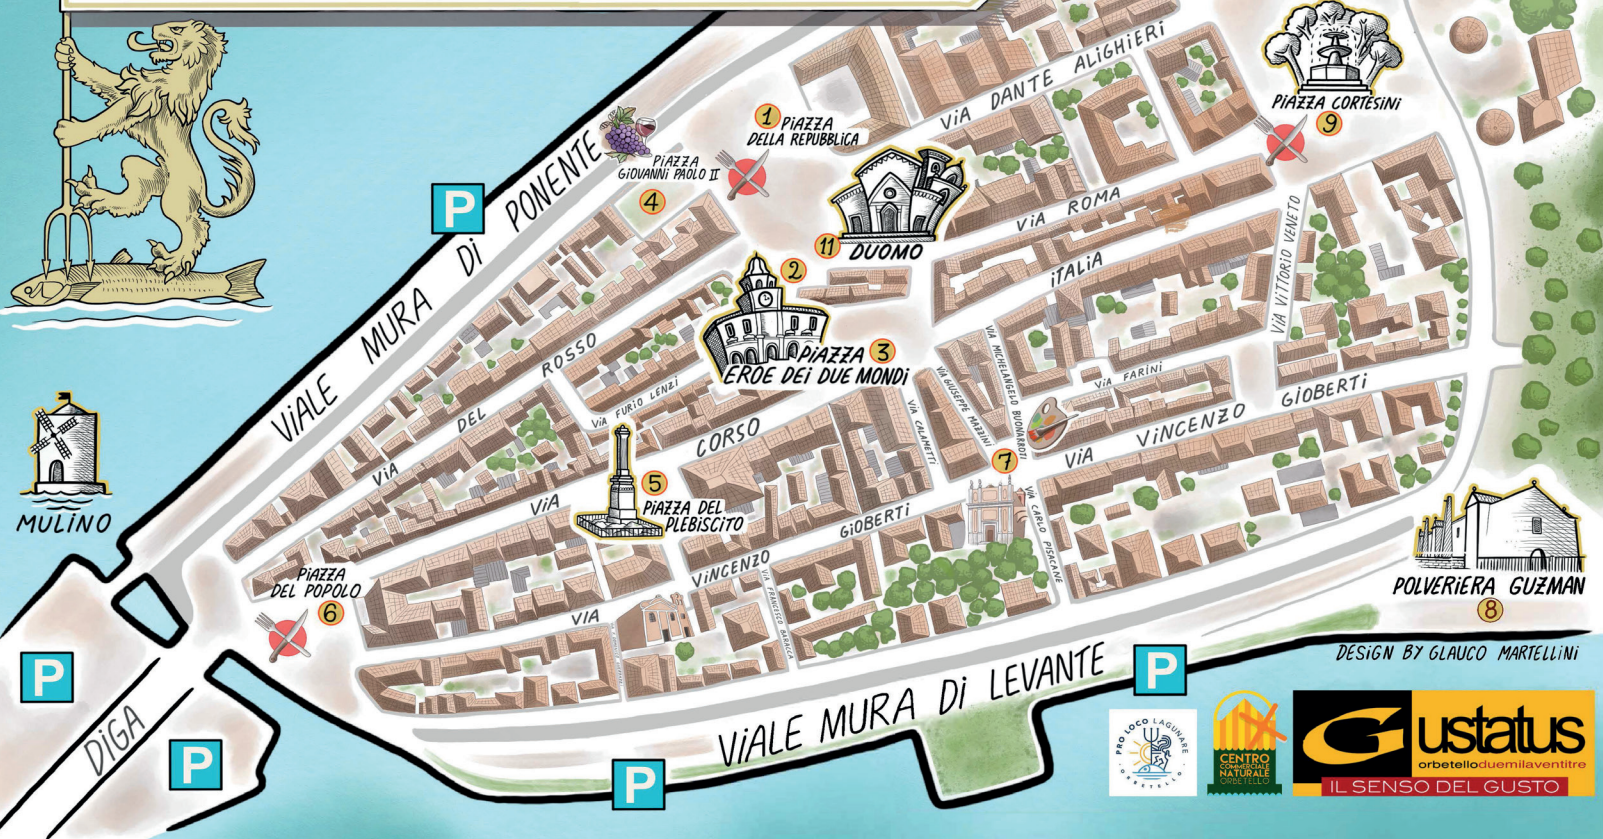 ViA DANTE ALiGHiERi
PiAZZA CORTESiNi
9
1 PiAZZA
DELLA REPUBBLiCA
PiAZZA
GiOVANNi PAOLO II
4
P
ViALE MURA Di PONENTE
11 DUOMO
ViA ROMA
2
iTALiA
ViA ViTTORiO VENETO
PiAZZA 3
EROE DEi DUE MONDi
ViA DEL ROSSO
ViA FURiO LENZi
ViA CORSO
ViA CALAMETTi
ViA GiUSEPPE MAZZiNi
ViA MiCHELANGELO BUONARROTi
ViA FARiNi
7
ViA ViNCENZO GiOBERTi
5
PiAZZA DEL
PLEBiSCiTO
MULiNO
ViA CARLO PiSACANE
PiAZZA
DEL POPOLO
6
ViA ViNCENZO GiOBERTi
ViA FRANCESCO BARACCA
POLVERiERA GUZMAN
8
DESiGN BY GLAUCO MARTELLiNi
P
DiGA
P
P
ViALE MURA Di LEVANTE
P
PRO LOCO LAGUNARE
ORBETELLO
CENTRO
COMMERCIALE
NATURALE
ORBETELLO
Gustatus
orbetelloduemilaventitre
IL SENSO DEL GUSTO